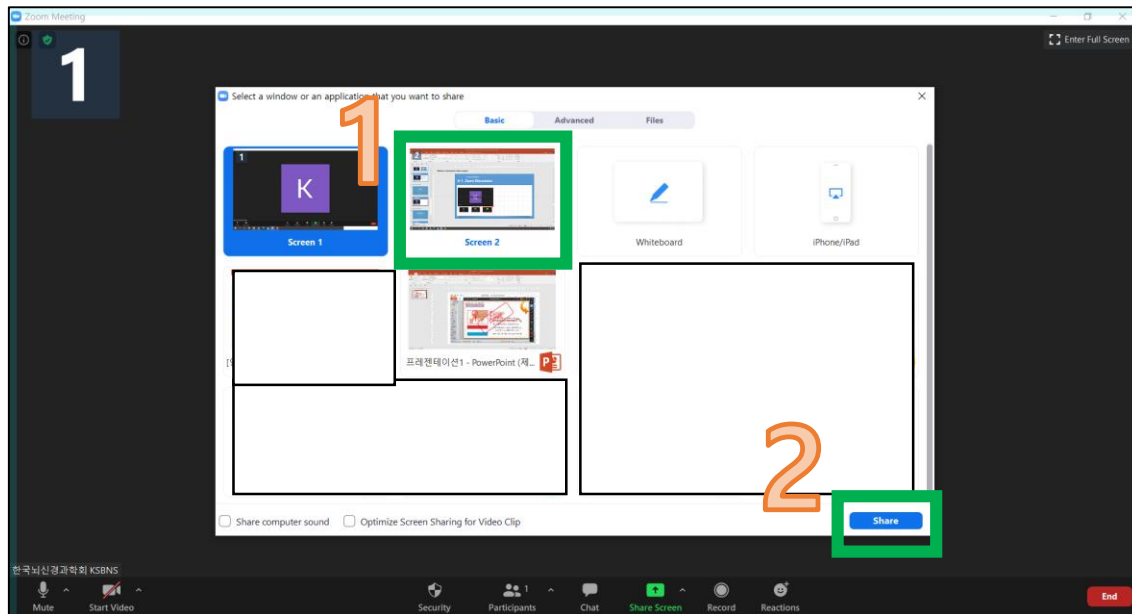 Zoom Meeting
1
Enter Full Screen
Select a window or an application that you want to share
Basic Advanced Files
1
1
K
2
Screen 1 Screen 2 Whiteboard iPhone/iPad
프레젠테이션1 - PowerPoint (제...
P
2
Share computer sound Optimize Screen Sharing for Video Clip Share
한국뇌신경과학회 KSBNS
1
Mute Start Video Security Participants Chat Share Screen Record Reactions End